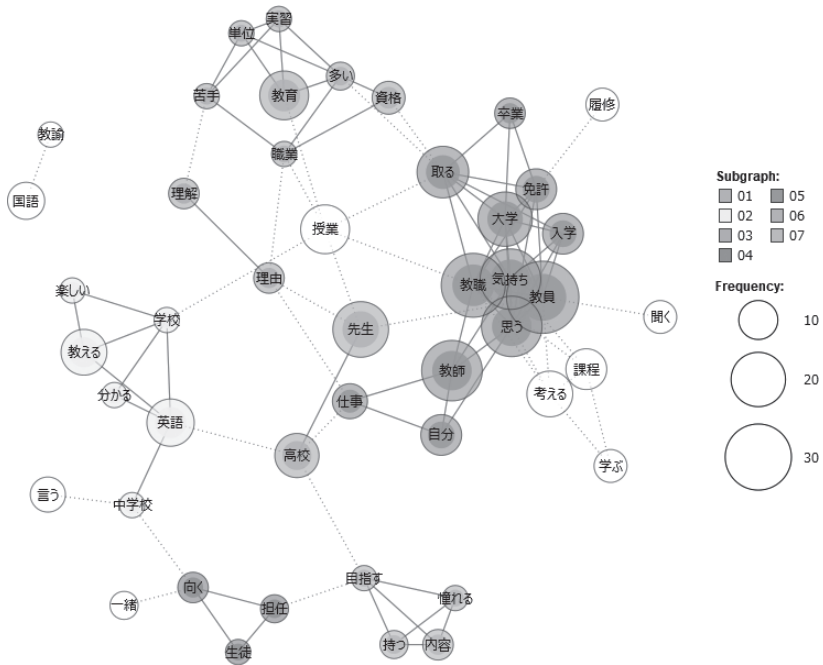 実習
単位
多い
苦手
教育
資格
職業
教諭
国語
理解
授業
理由
履修
卒業
取る
免許
大学
入学
気持ち
教職
教員
思う
聞く
先生
教師
課程
考える
仕事
自分
学ぶ
高校
楽しい
学校
教える
分かる
英語
言う
中学校
目指す
憧れる
持つ
内容
向く
担任
一緒
生徒
Subgraph:
01 05
02 06
03 07
04
Frequency:
10
20
30